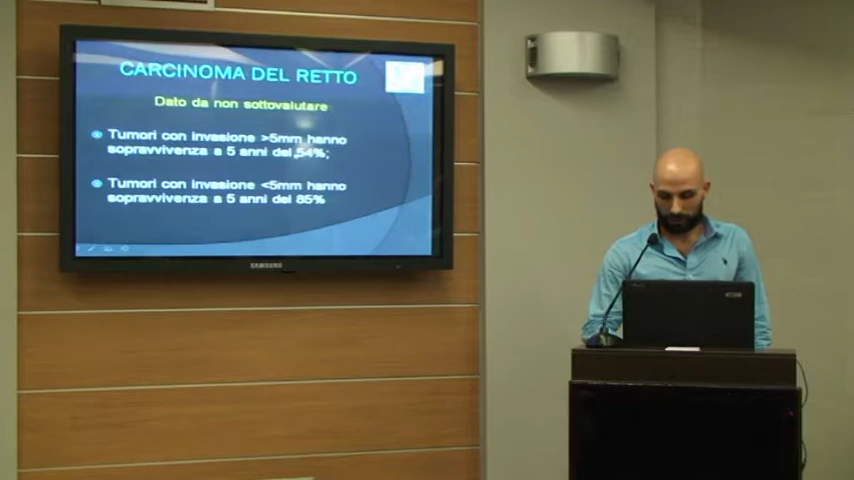 CARCINOMA DEL RETTO
Dato da non sottovalutare
Tumori con invasione >5mm hanno
sopravvivenza a 5 anni del 54%;
Tumori con invasione <5mm hanno
sopravvivenza a 5 anni del 85%
SAMSUNG